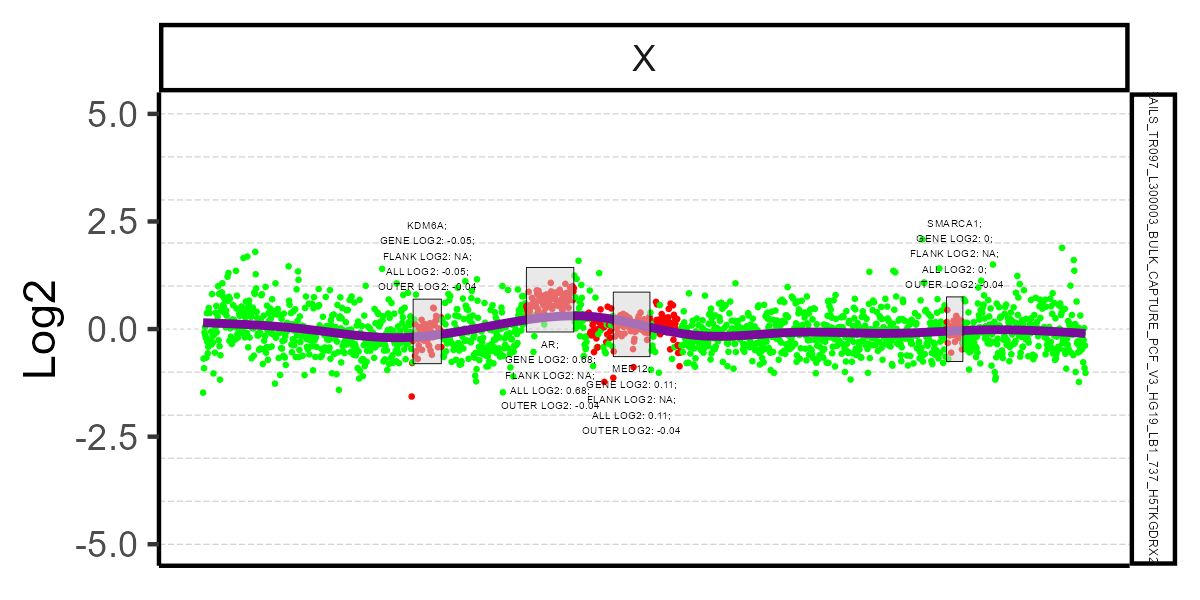 X
5.0
2.5
0.0
-2.5
-5.0
Log2
KDM6A;
GENE LOG2: -0.05;
FLANK LOG2: NA;
ALL LOG2: -0.05;
OUTER LOG2: -0.04
AR;
GENE LOG2: 0.68;
FLANK LOG2: NA;
ALL LOG2: 0.68;
OUTER LOG2: -0.04
MED12;
GENE LOG2: 0.11;
FLANK LOG2: NA;
ALL LOG2: 0.11;
OUTER LOG2: -0.04
SMARCA1;
GENE LOG2: 0;
FLANK LOG2: NA;
ALL LOG2: 0;
OUTER LOG2: -0.04
AILS_TR097_L300003_BULK_CAPTURE_PCF_V3_HG19_LB1_737_H5TKGDRX2